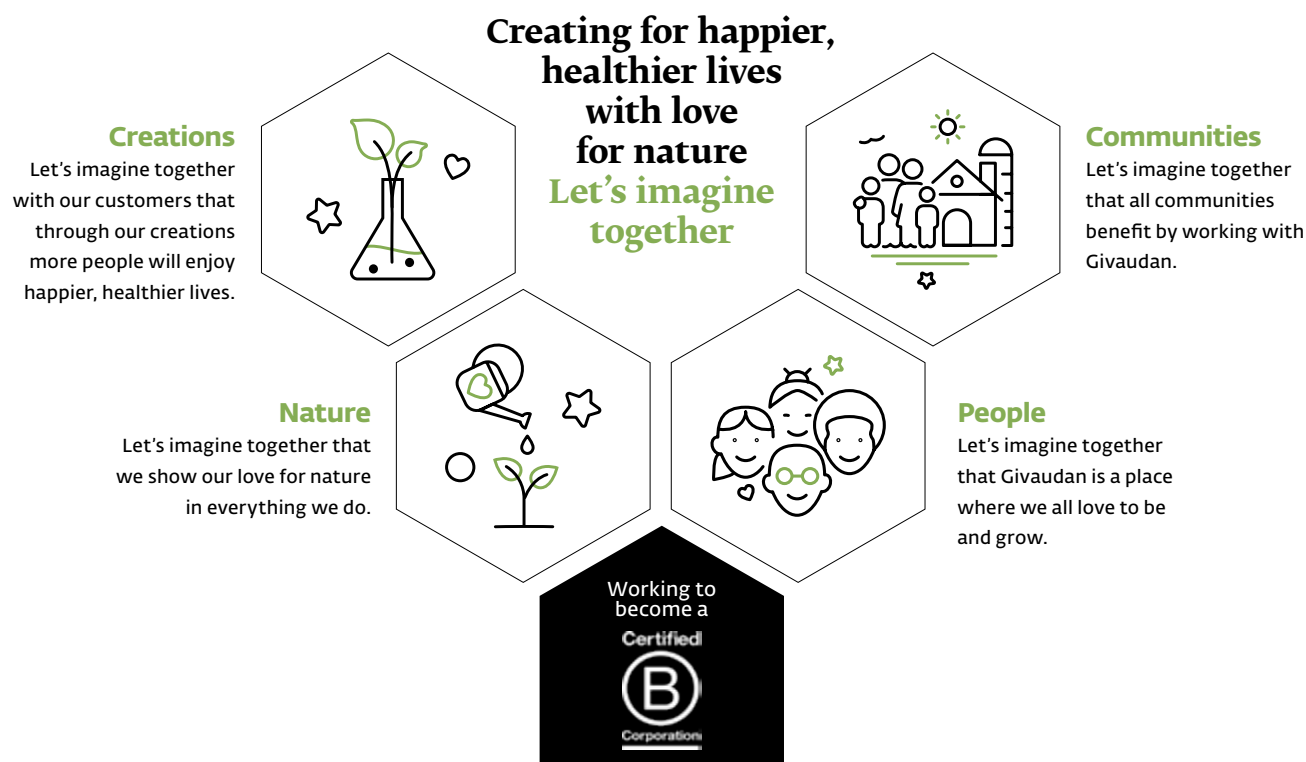 Creating for happier,
healthier lives
with love
for nature
Let’s imagine
together
Creations
Let’s imagine together
with our customers that
through our creations
more people will enjoy
happier, healthier lives.
Communities
Let’s imagine together
that all communities
benefit by working with
Givaudan.
Nature
Let’s imagine together that
we show our love for nature
in everything we do.
People
Let’s imagine together
that Givaudan is a place
where we all love to be
and grow.
Working to
become a
Certified
B
Corporation